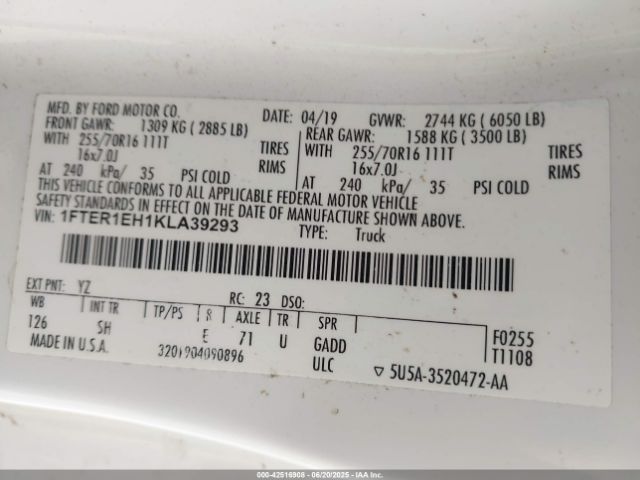 MFD. BY FORD MOTOR CO. DATE: 04/19 GVWR: 2744 KG ( 6050 LB)
FRONT GAWR: 1309 KG ( 2885 LB) REAR GAWR: 1588 KG ( 3500 LB)
WITH 255/70R16 111T TIRES WITH 255/70R16 111T TIRES
16x7.0J RIMS 16x7.0J RIMS
AT 240 kPa/ 35 PSI COLD AT 240 kPa/ 35 PSI COLD
THIS VEHICLE CONFORMS TO ALL APPLICABLE FEDERAL MOTOR VEHICLE
SAFETY STANDARDS IN EFFECT ON THE DATE OF MANUFACTURE SHOWN ABOVE.
VIN: 1FTER1EH1KLA39293 TYPE: Truck
EXT PNT: YZ RC: 23 DSO:
WB INT TR TP/PS R AXLE TR SPR F0255
126 SH E 71 U GADD T1108
MADE IN U.S.A. 3201904090896 ULC ▽ 5U5A-3520472-AA
000-42516908 - 06/20/2025 - IAAI.COM